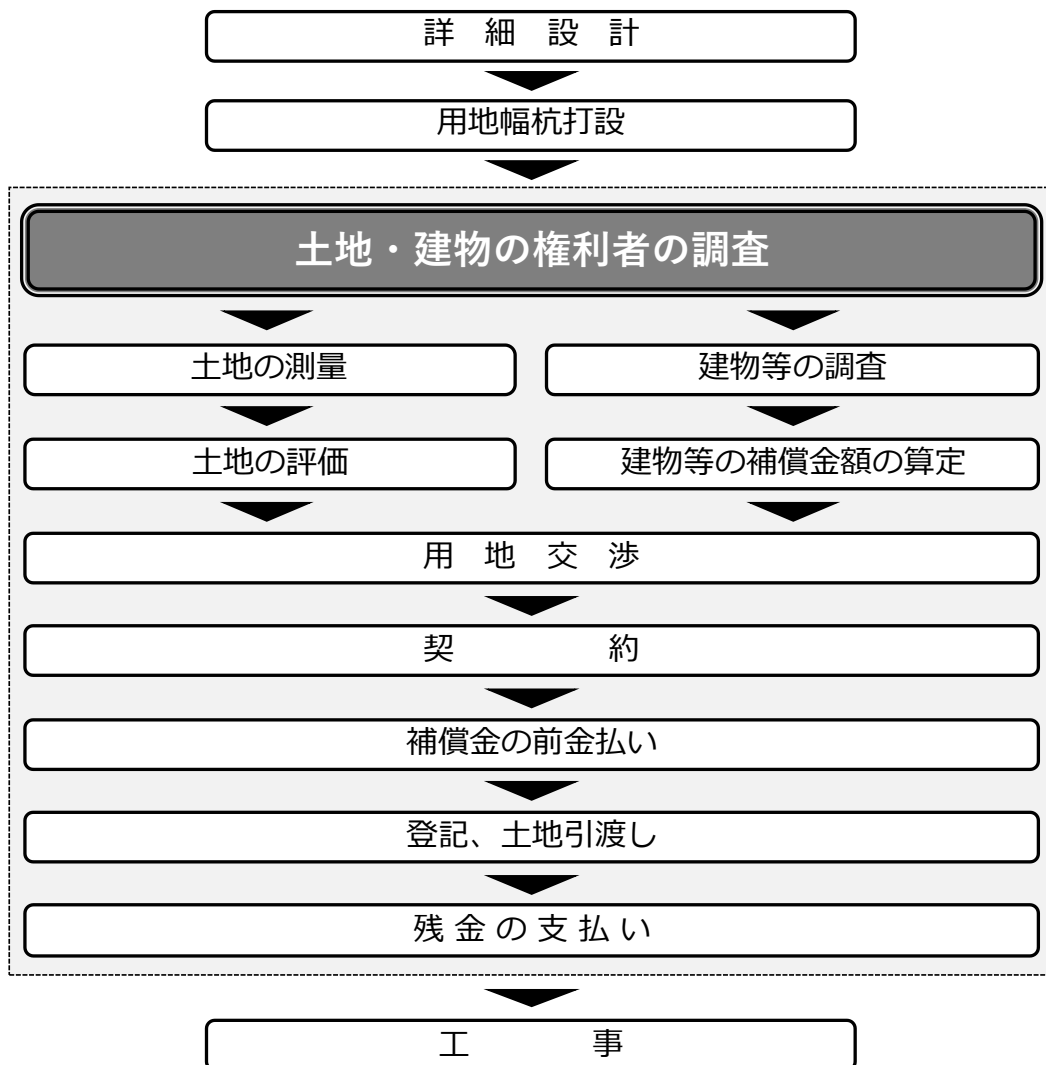 詳細設計
用地幅杭打設
土地・建物の権利者の調査
土地の測量
建物等の調査
土地の評価
建物等の補償金額の算定
用地交渉
契約
補償金の前金払い
登記、土地引渡し
残金の支払い
工事